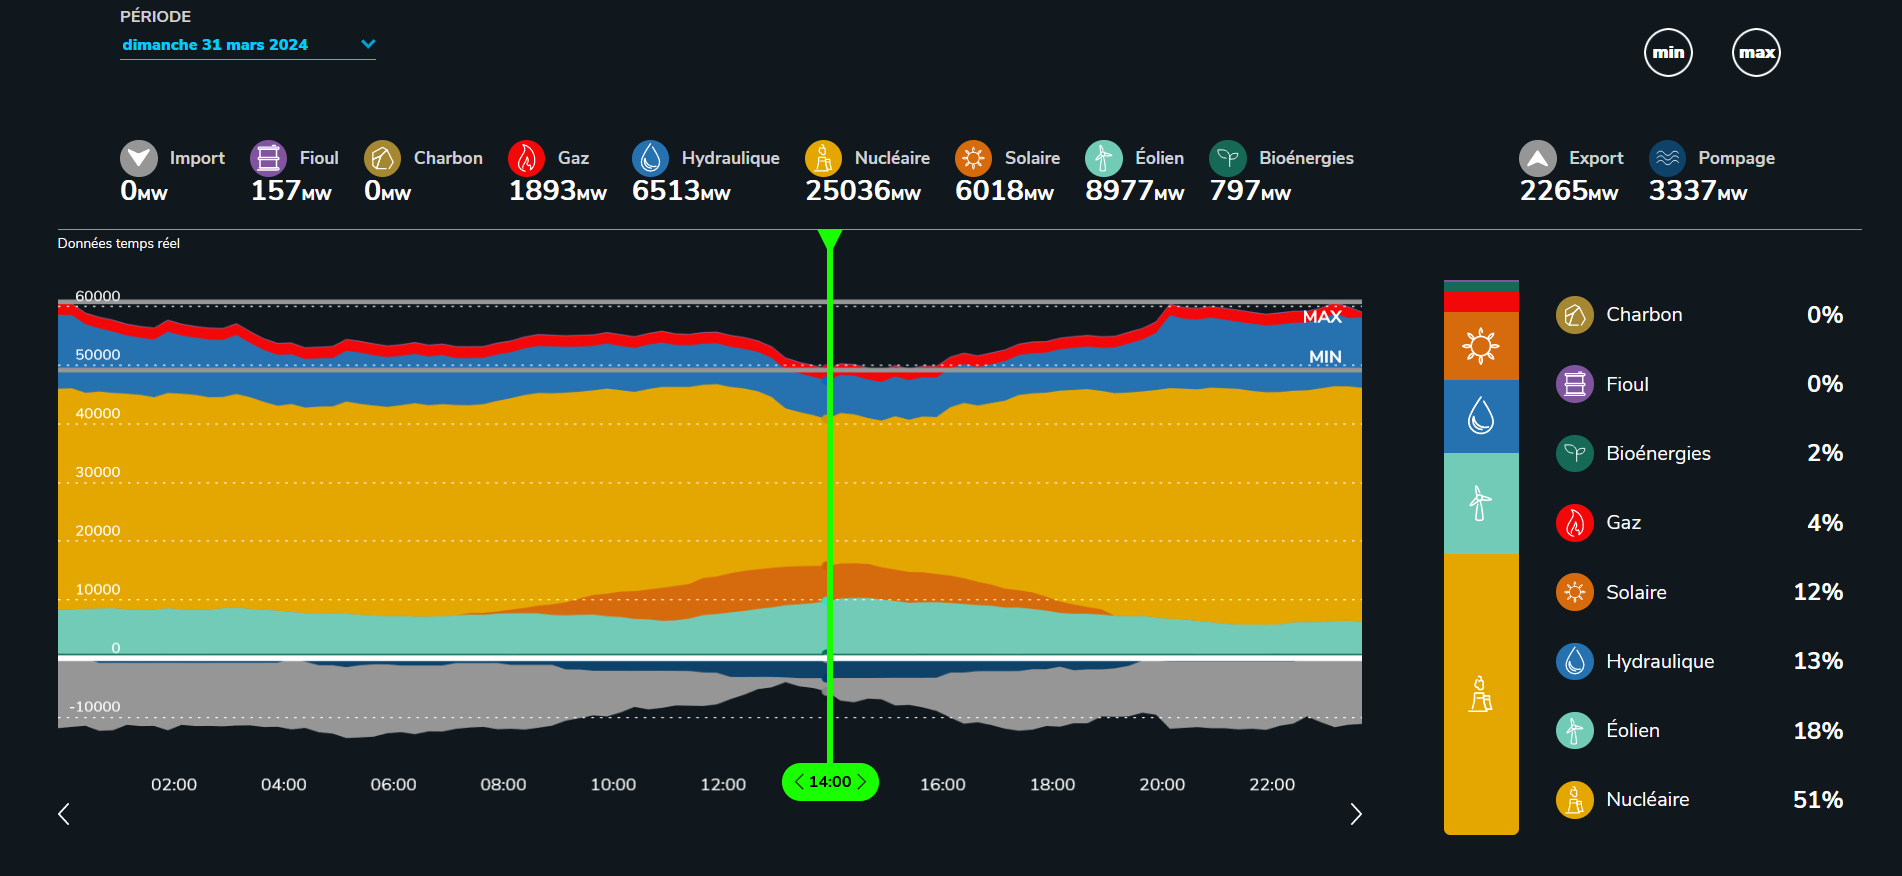 PÉRIODE
dimanche 31 mars 2024
min max
Import Fioul Charbon Gaz Hydraulique Nucléaire Solaire Éolien Bioénergies Export Pompage
0MW 157MW 0MW 1893MW 6513MW 25036MW 6018MW 8977MW 797MW 2265MW 3337MW
Données temps réel
60000
MAX
50000
MIN
40000
30000
20000
10000
0
-10000
02:00 04:00 06:00 08:00 10:00 12:00 14:00 16:00 18:00 20:00 22:00
Charbon 0%
Fioul 0%
Bioénergies 2%
Gaz 4%
Solaire 12%
Hydraulique 13%
Éolien 18%
Nucléaire 51%